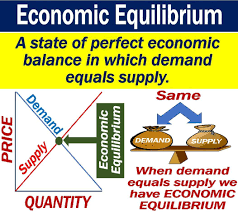 Economic Equilibrium
A state of perfect economic
balance in which demand
equals supply.
PRICE
Demand
Supply
Economic
Equilibrium
QUANTITY
Same
DEMAND
SUPPLY
When demand
equals supply we
have ECONOMIC
EQUILIBRIUM